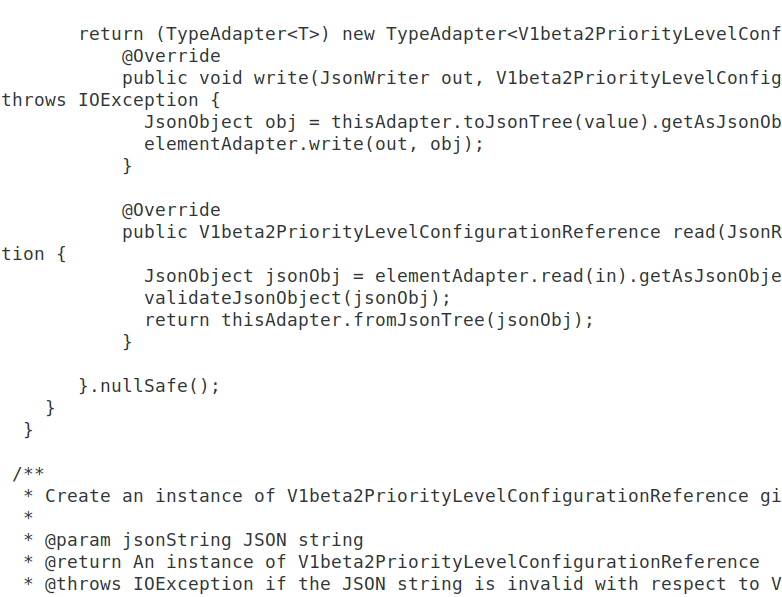 return (TypeAdapter<T>) new TypeAdapter<V1beta2PriorityLevelConf
           @Override
           public void write(JsonWriter out, V1beta2PriorityLevelConfig
throws IOException {
             JsonObject obj = thisAdapter.toJsonTree(value).getAsJsonOb
             elementAdapter.write(out, obj);
           }

           @Override
           public V1beta2PriorityLevelConfigurationReference read(JsonR
tion {
             JsonObject jsonObj = elementAdapter.read(in).getAsJsonObje
             validateJsonObject(jsonObj);
             return thisAdapter.fromJsonTree(jsonObj);
           }

       }.nullSafe();
    }
  }

 /**
  * Create an instance of V1beta2PriorityLevelConfigurationReference gi
  *
  * @param jsonString JSON string
  * @return An instance of V1beta2PriorityLevelConfigurationReference
  * @throws IOException if the JSON string is invalid with respect to V